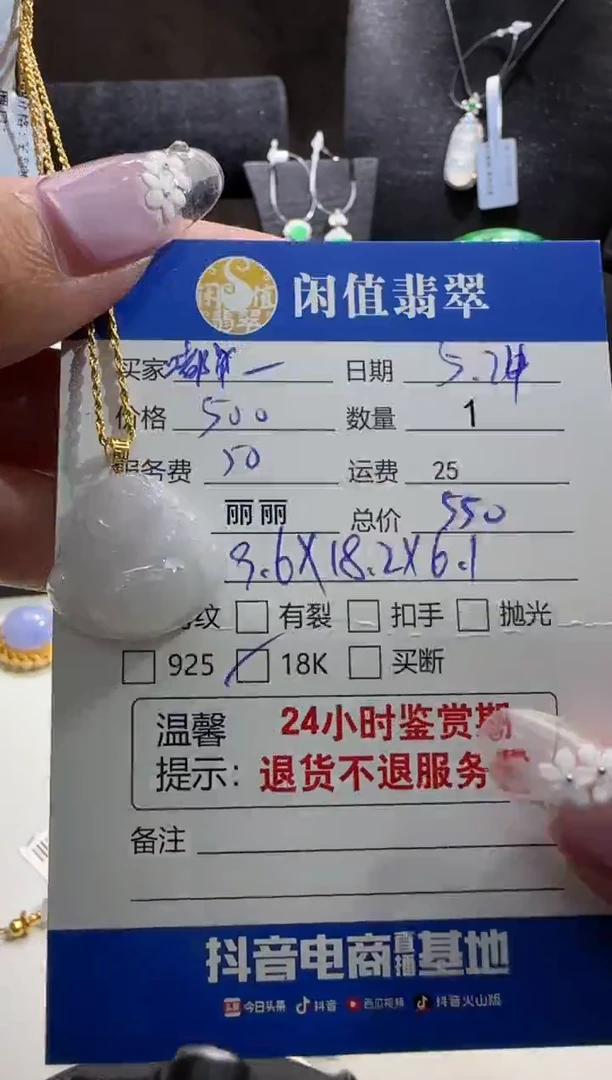 闲值翡翠
买家 嘟 一 日期 5.24
价格 500 数量 1
服务费 50 运费 25
丽丽 总价 550
9.6X18.2X6.1
纹 有裂 扣手 抛光
925 18K 买断
温馨 24小时鉴赏期
提示: 退货不退服务
备注
抖音电商直播基地
今日头条 抖音 西瓜视频 抖音火山版